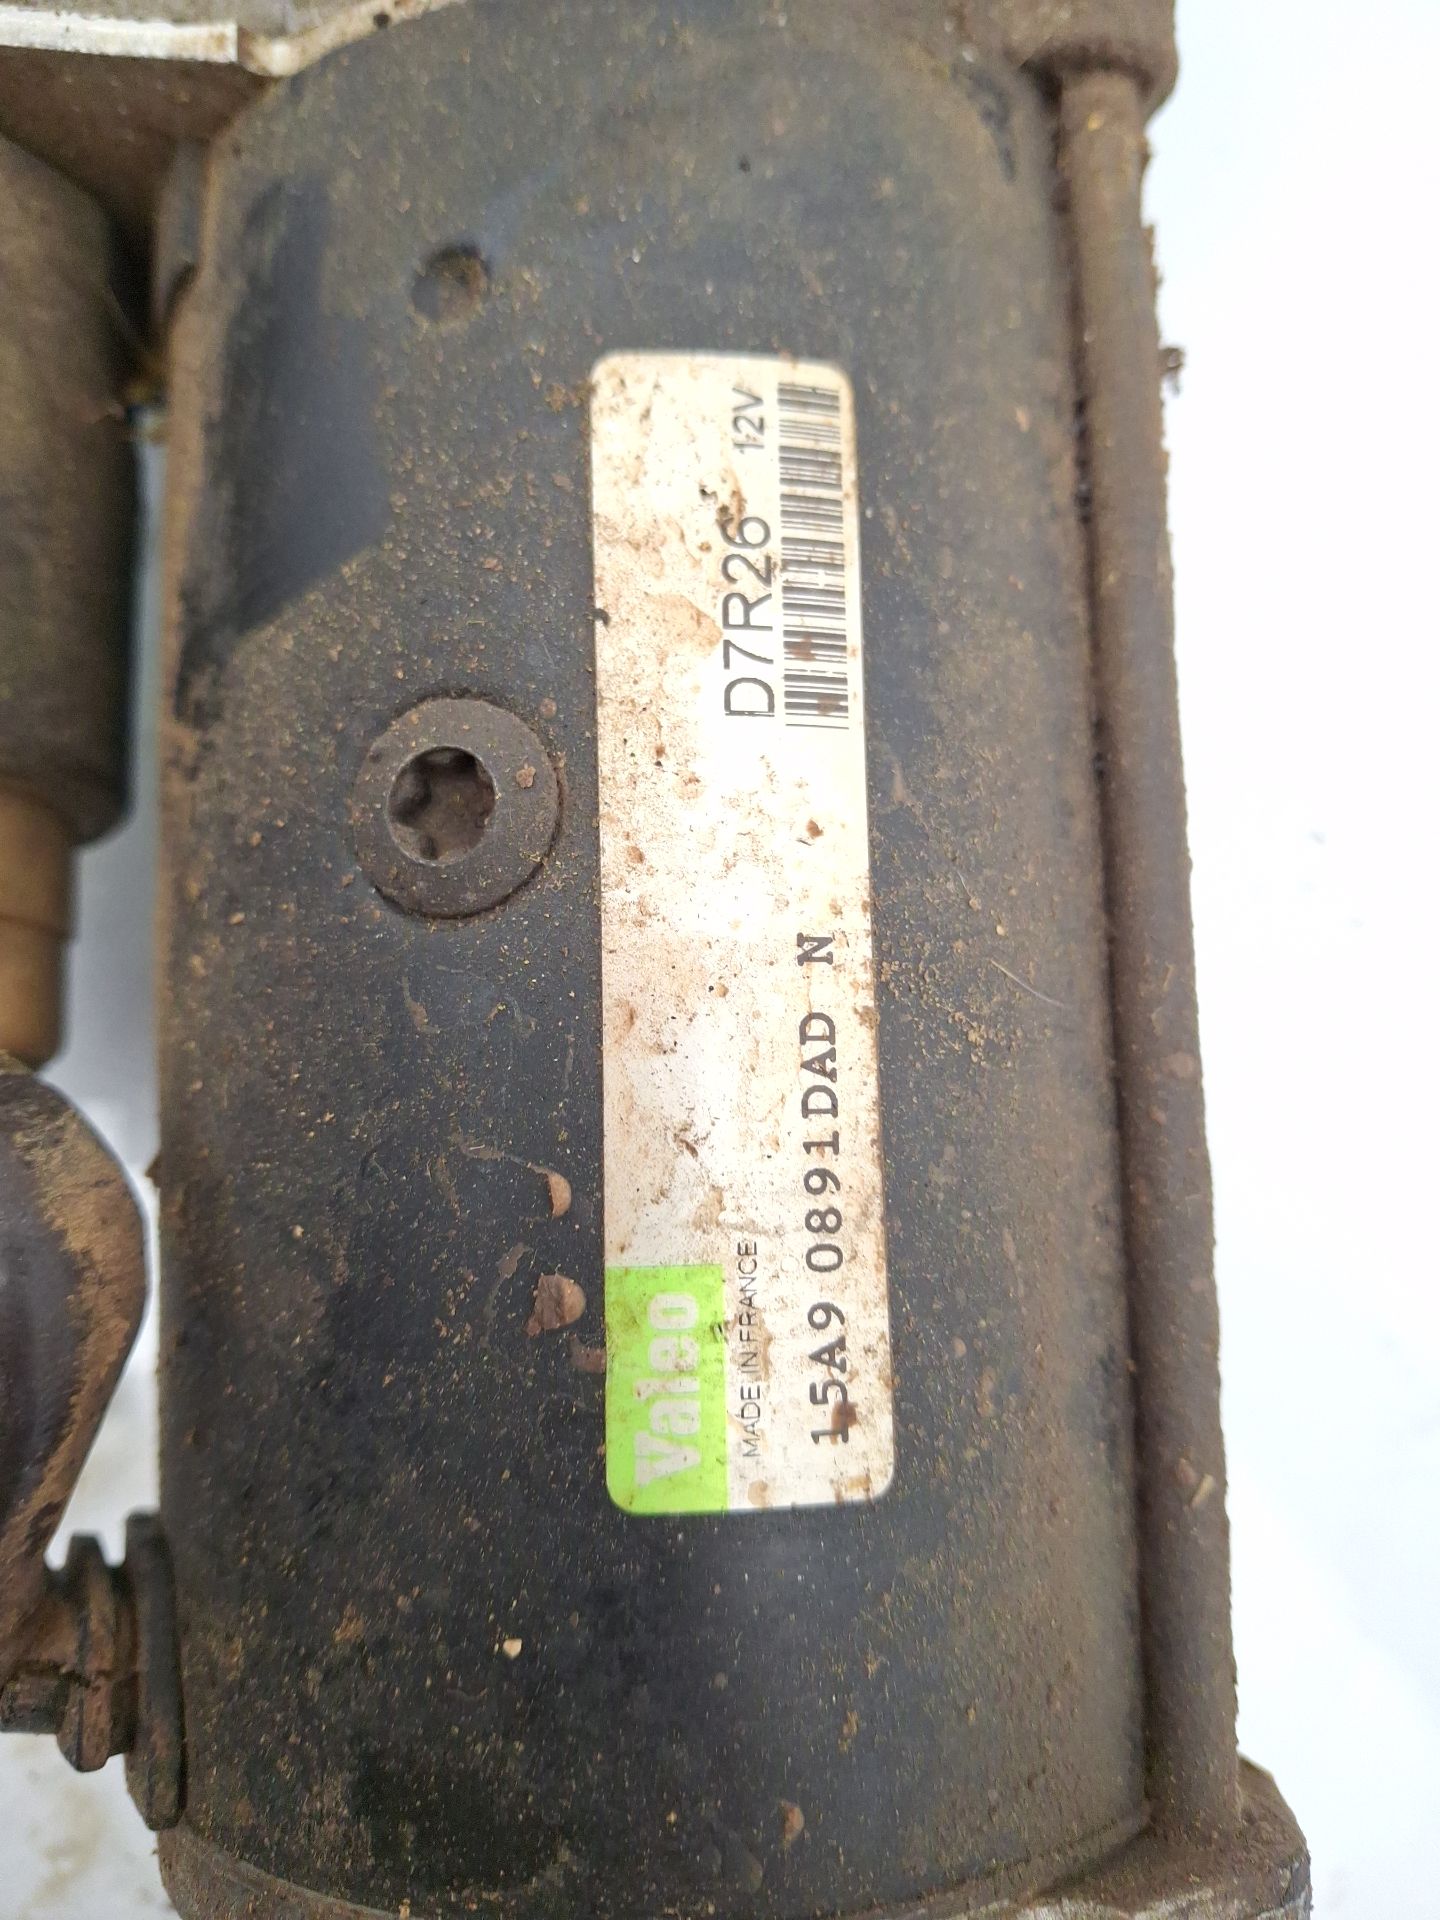 Valeo
MADE IN FRANCE
D7R26 12V
15A9 0891DAD N